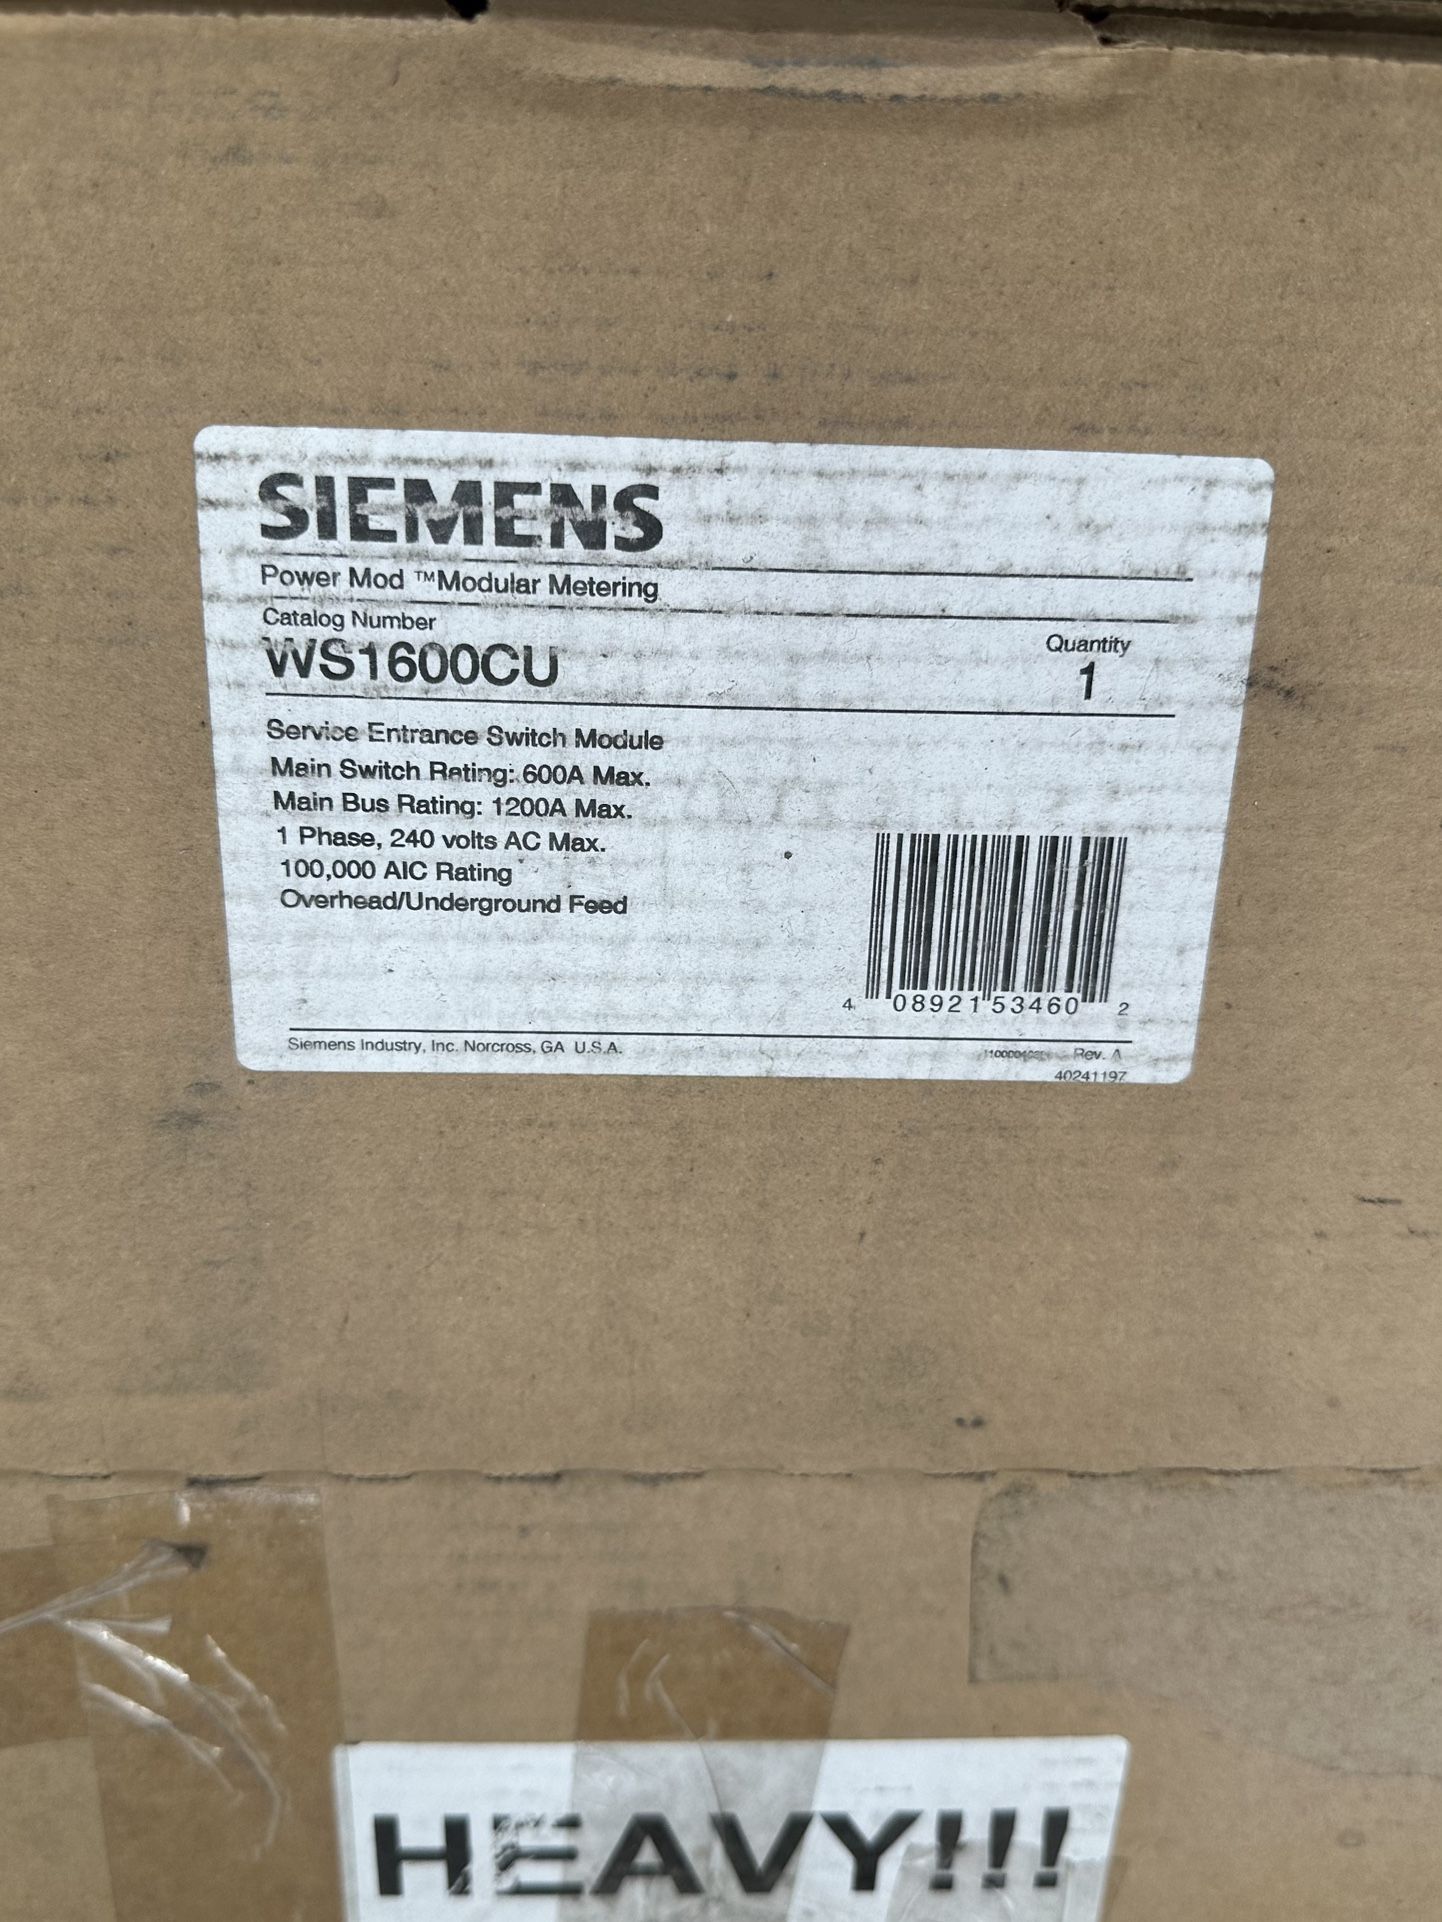 SIEMENS
Power Mod ™Modular Metering
Catalog Number
WS1600CU
Quantity
1
Service Entrance Switch Module
Main Switch Rating: 600A Max.
Main Bus Rating: 1200A Max.
1 Phase, 240 volts AC Max.
100,000 AIC Rating
Overhead/Underground Feed
4 08921 53460 2
Siemens Industry, Inc. Norcross, GA U.S.A.
Rev. A
40241197
HEAVY!!!